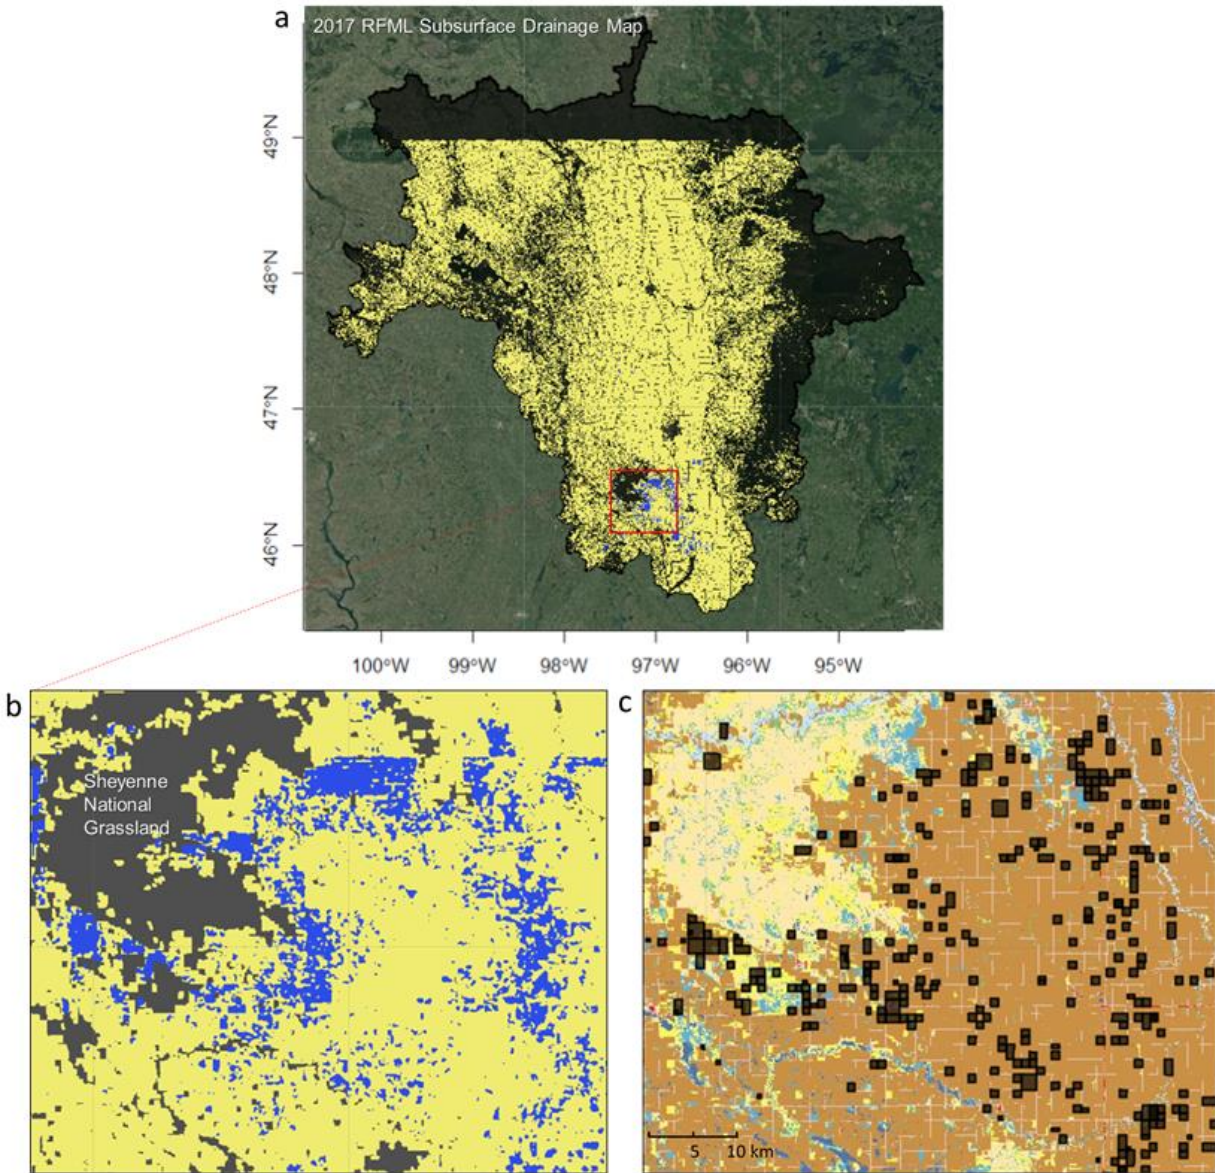 a
2017 RFML Subsurface Drainage Map
49°N
48°N
47°N
46°N
100°W 99°W 98°W 97°W 96°W 95°W
b
Sheyenne
National
Grassland
c
5 10 km